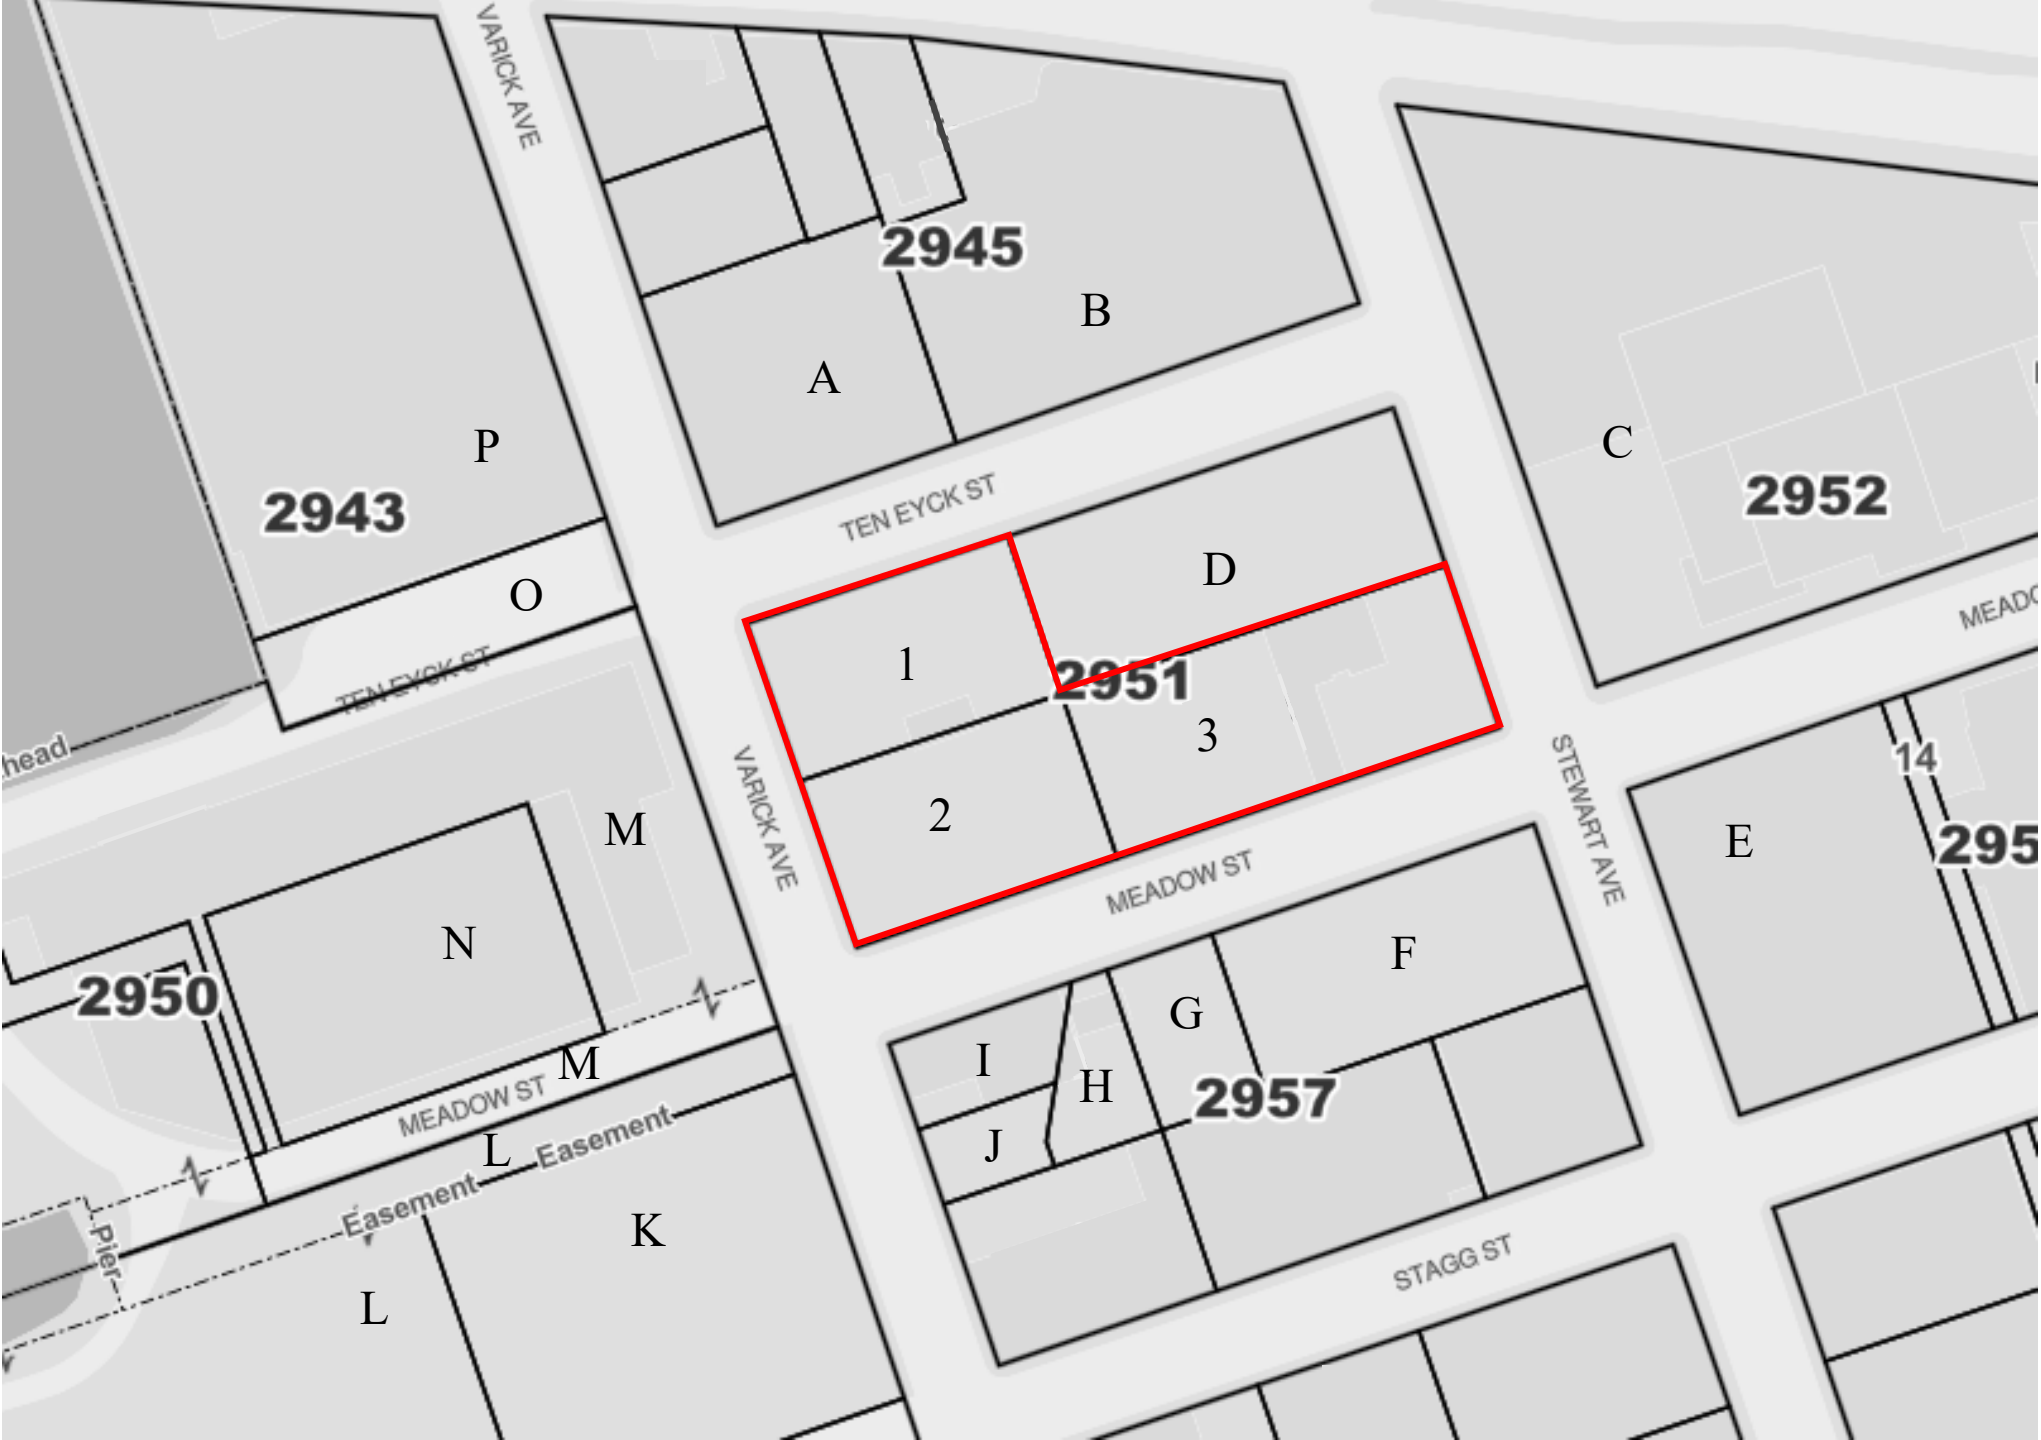 VARICK AVE
2945
B
A
P
C
2943
2952
TEN EYCK ST
D
O
MEADO
1
TEN EYCK ST
2951
3
head
VARICK AVE
STEWART AVE
14
2
M
E
295
MEADOW ST
N
F
2950
G
I
M
H
2957
MEADOW ST
L
Easement
J
Easement
K
Pier
STAGG ST
L